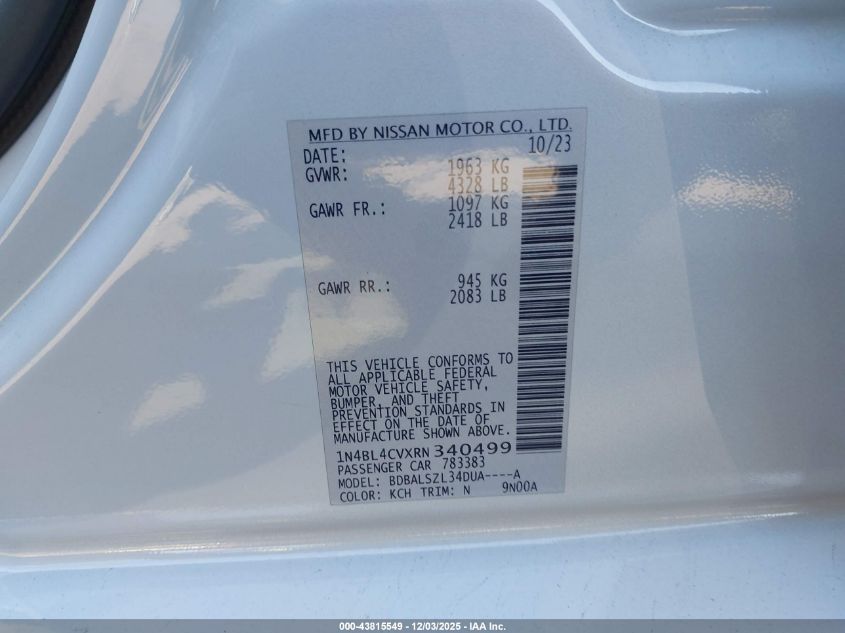 MFD BY NISSAN MOTOR CO., LTD.
DATE: 10/23
GVWR: 1963 KG
4328 LB
GAWR FR.: 1097 KG
2418 LB
GAWR RR.: 945 KG
2083 LB
THIS VEHICLE CONFORMS TO
ALL APPLICABLE FEDERAL
MOTOR VEHICLE SAFETY,
BUMPER, AND THEFT
PREVENTION STANDARDS IN
EFFECT ON THE DATE OF
MANUFACTURE SHOWN ABOVE.
1N4BL4CVXRN 340499
PASSENGER CAR 783383
MODEL: BDBALSZL34DUA----A
COLOR: KCH TRIM: N 9N00A
000-43815549 • 12/03/2025 • IAA Inc.